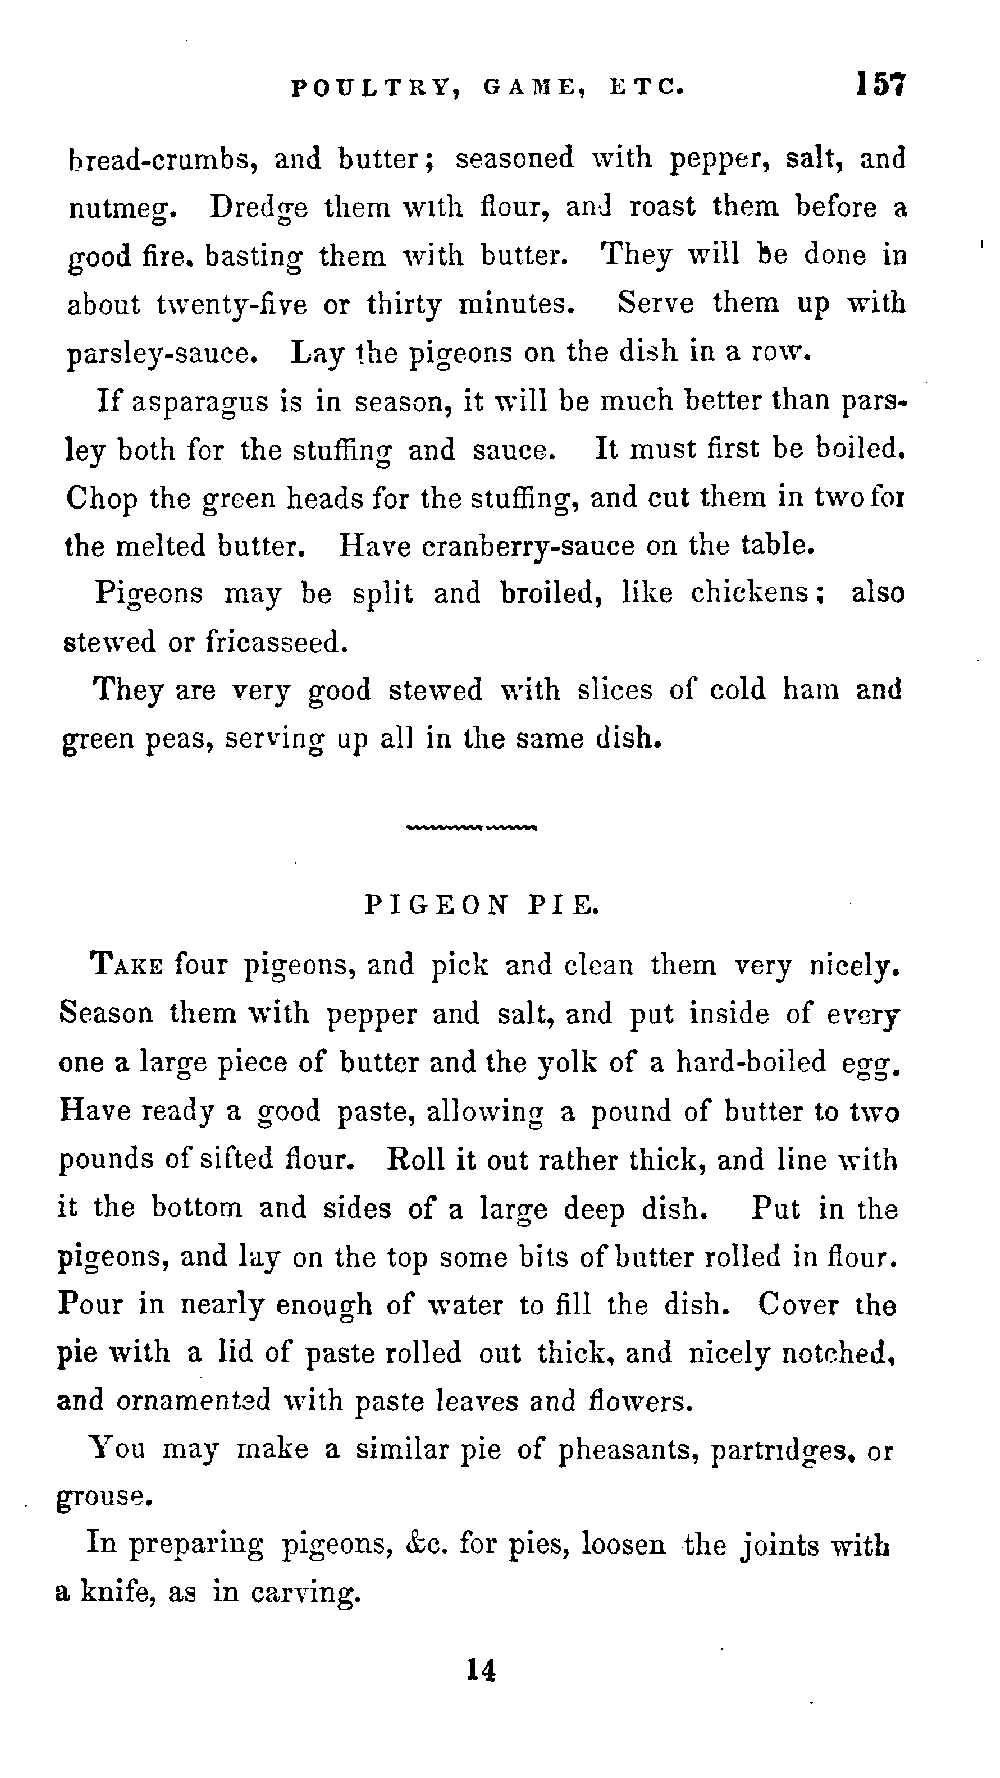 POULTRY, GAME, ETC. 157
bread-crumbs, and butter; seasoned with pepper, salt, and
nutmeg. Dredge them with flour, and roast them before a
good fire, basting them with butter. They will be done in
about twenty-five or thirty minutes. Serve them up with
parsley-sauce. Lay the pigeons on the dish in a row.
If asparagus is in season, it will be much better than pars-
ley both for the stuffing and sauce. It must first be boiled.
Chop the green heads for the stuffing, and cut them in two for
the melted butter. Have cranberry-sauce on the table.
Pigeons may be split and broiled, like chickens; also
stewed or fricasseed.
They are very good stewed with slices of cold ham and
green peas, serving up all in the same dish.
PIGEON PIE.
TAKE four pigeons, and pick and clean them very nicely.
Season them with pepper and salt, and put inside of every
one a large piece of butter and the yolk of a hard-boiled egg.
Have ready a good paste, allowing a pound of butter to two
pounds of sifted flour. Roll it out rather thick, and line with
it the bottom and sides of a large deep dish. Put in the
pigeons, and lay on the top some bits of butter rolled in flour.
Pour in nearly enough of water to fill the dish. Cover the
pie with a lid of paste rolled out thick, and nicely notched,
and ornamented with paste leaves and flowers.
You may make a similar pie of pheasants, partridges, or
grouse.
In preparing pigeons, &c. for pies, loosen the joints with
a knife, as in carving.
14